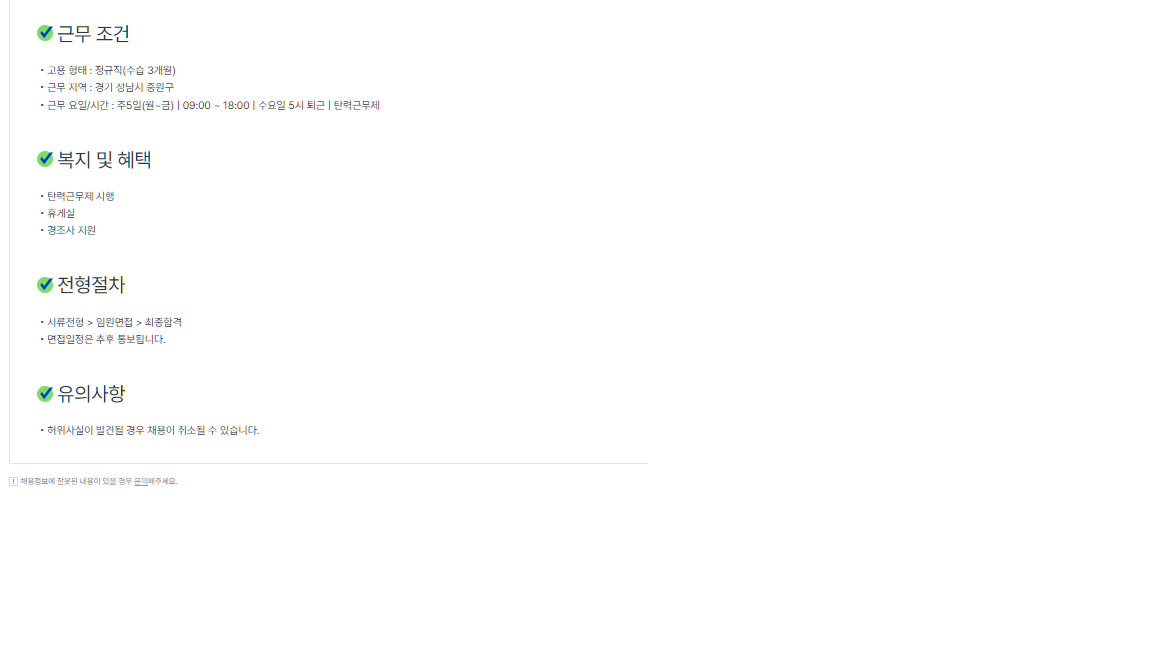 근무 조건
• 고용 형태 : 정규직(수습 3개월)
• 근무 지역 : 경기 성남시 중원구
• 근무 요일/시간 : 주5일(월~금) | 09:00 ~ 18:00 | 수요일 5시 퇴근 | 탄력근무제
복지 및 혜택
• 탄력근무제 시행
• 휴게실
• 경조사 지원
전형절차
• 서류전형 > 임원면접 > 최종합격
• 면접일정은 추후 통보됩니다.
유의사항
• 허위사실이 발견될 경우 채용이 취소될 수 있습니다.
! 채용정보에 잘못된 내용이 있을 경우 문의해주세요.